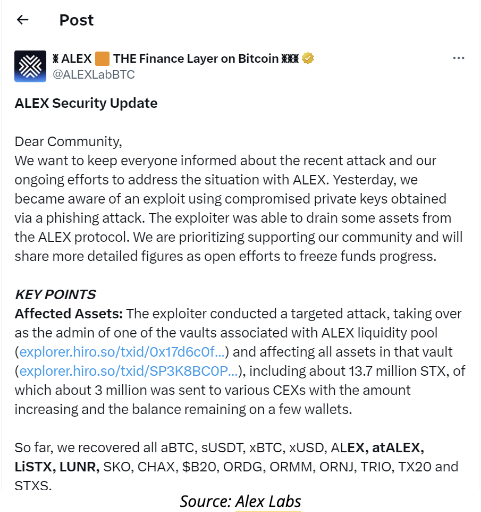 ← Post
ALEX 🟧 THE Finance Layer on Bitcoin
@ALEXLabBTC
ALEX Security Update
Dear Community,
We want to keep everyone informed about the recent attack and our
ongoing efforts to address the situation with ALEX. Yesterday, we
became aware of an exploit using compromised private keys obtained
via a phishing attack. The exploiter was able to drain some assets from
the ALEX protocol. We are prioritizing supporting our community and will
share more detailed figures as open efforts to freeze funds progress.
KEY POINTS
Affected Assets: The exploiter conducted a targeted attack, taking over
as the admin of one of the vaults associated with ALEX liquidity pool
(explorer.hiro.so/txid/0x17d6c0f...) and affecting all assets in that vault
(explorer.hiro.so/txid/SP3K8BC0P...), including about 13.7 million STX, of
which about 3 million was sent to various CEXs with the amount
increasing and the balance remaining on a few wallets.
So far, we recovered all aBTC, sUSDT, xBTC, xUSD, ALEX, atALEX,
LiSTX, LUNR, SKO, CHAX, $B20, ORDG, ORMM, ORNJ, TRIO, TX20 and
STXS.
Source: Alex Labs